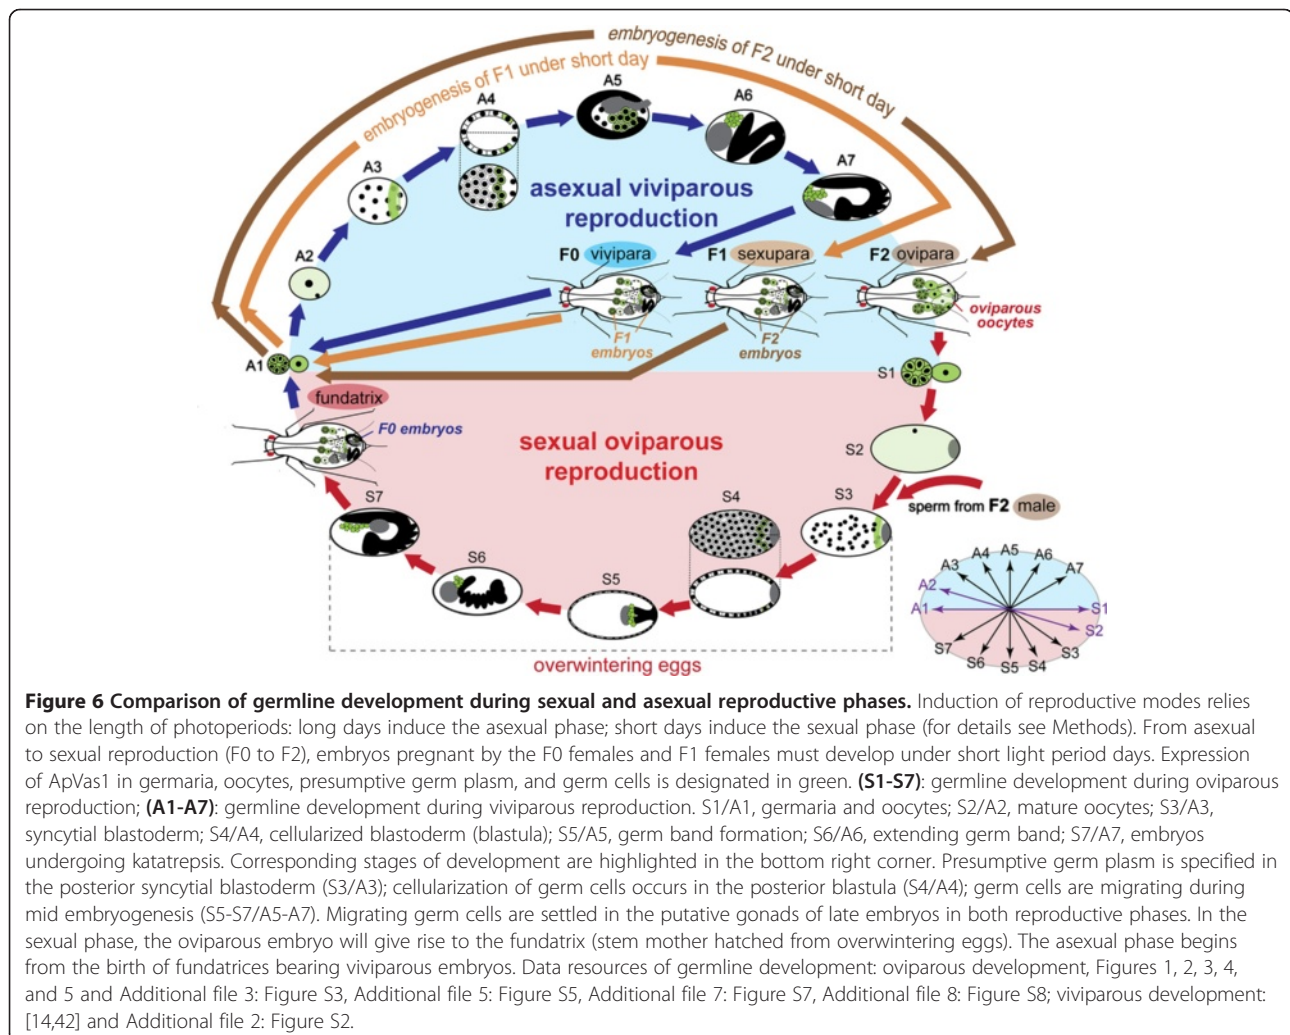 embryogenesis of F2 under short day
embryogenesis of F1 under short day
A5
A4
A6
A3
A7
asexual viviparous
reproduction
A2
F0 vivipara
F1 sexupara
F2 ovipara
oviparous
oocytes
F1
embryos
F2
embryos
A1
S1
fundatrix
F0 embryos
sexual oviparous
reproduction
S2
S7
S4
S3
sperm from F2 male
S6
S5
overwintering eggs
A5
A4
A6
A3
A7
A2
A1
S1
S2
S7
S3
S6
S4
S5
Figure 6 Comparison of germline development during sexual and asexual reproductive phases. Induction of reproductive modes relies
on the length of photoperiods: long days induce the asexual phase; short days induce the sexual phase (for details see Methods). From asexual
to sexual reproduction (F0 to F2), embryos pregnant by the F0 females and F1 females must develop under short light period days. Expression
of ApVas1 in germaria, oocytes, presumptive germ plasm, and germ cells is designated in green. (S1-S7): germline development during oviparous
reproduction; (A1-A7): germline development during viviparous reproduction. S1/A1, germaria and oocytes; S2/A2, mature oocytes; S3/A3,
syncytial blastoderm; S4/A4, cellularized blastoderm (blastula); S5/A5, germ band formation; S6/A6, extending germ band; S7/A7, embryos
undergoing katatrepsis. Corresponding stages of development are highlighted in the bottom right corner. Presumptive germ plasm is specified in
the posterior syncytial blastoderm (S3/A3); cellularization of germ cells occurs in the posterior blastula (S4/A4); germ cells are migrating during
mid embryogenesis (S5-S7/A5-A7). Migrating germ cells are settled in the putative gonads of late embryos in both reproductive phases. In the
sexual phase, the oviparous embryo will give rise to the fundatrix (stem mother hatched from overwintering eggs). The asexual phase begins
from the birth of fundatrices bearing viviparous embryos. Data resources of germline development: oviparous development, Figures 1, 2, 3, 4,
and 5 and Additional file 3: Figure S3, Additional file 5: Figure S5, Additional file 7: Figure S7, Additional file 8: Figure S8; viviparous development:
[14,42] and Additional file 2: Figure S2.